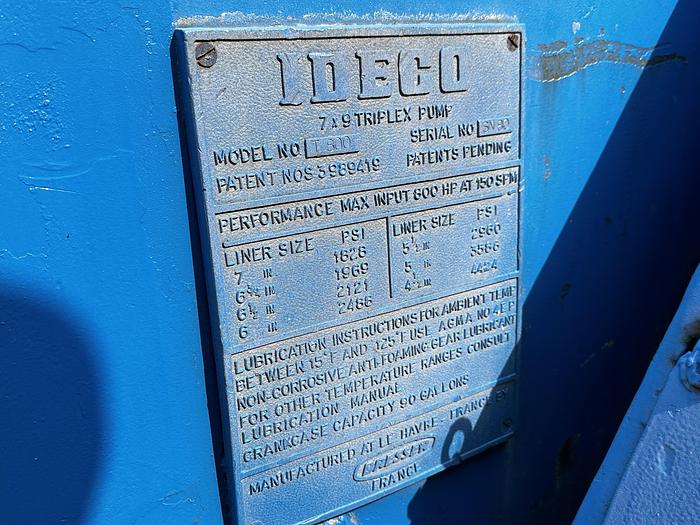 IDECO
7 x 9 TRIPLEX PUMP
MODEL NO T 800 SERIAL NO
PATENT NOS 3989419 PATENTS PENDING
PERFORMANCE MAX INPUT 800 HP AT 150 SPM
LINER SIZE PSI LINER SIZE PSI
7 IN 1626 5½ IN 2960
6¾ IN 1969 5 IN 3566
6½ IN 2121 4½ IN 4424
6 IN 2466
LUBRICATION INSTRUCTIONS FOR AMBIENT TEMP
BETWEEN 15°F AND 125°F USE AGMA NO 4 EP
NON-CORROSIVE ANTI-FOAMING GEAR LUBRICANT
FOR OTHER TEMPERATURE RANGES CONSULT
LUBRICATION MANUAL
CRANKCASE CAPACITY 90 GALLONS
MANUFACTURED AT LE HAVRE, FRANCE BY
DRESSER
FRANCE